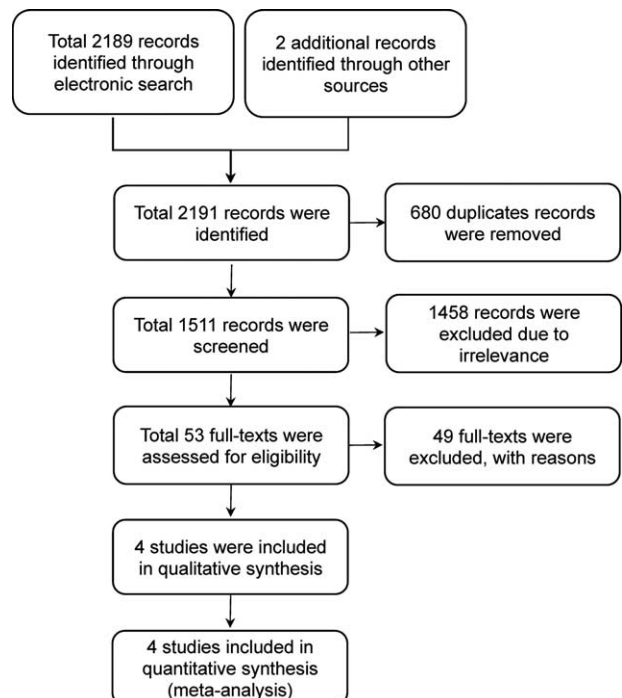 Total 2189 records
identified through
electronic search
2 additional records
identified through other
sources
Total 2191 records were
identified
680 duplicates records
were removed
Total 1511 records were
screened
1458 records were
excluded due to
irrelevance
Total 53 full-texts were
assessed for eligibility
49 full-texts were
excluded, with reasons
4 studies were included
in qualitative synthesis
4 studies included in
quantitative synthesis
(meta-analysis)